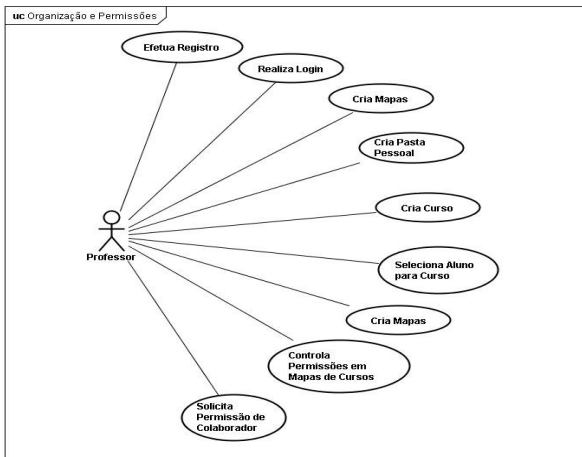 uc Organização e Permissões
Efetua Registro
Realiza Login
Cria Mapas
Cria Pasta
Pessoal
Cria Curso
Professor
Seleciona Aluno
para Curso
Cria Mapas
Controla
Permissões em
Mapas de Cursos
Solicita
Permissão de
Colaborador